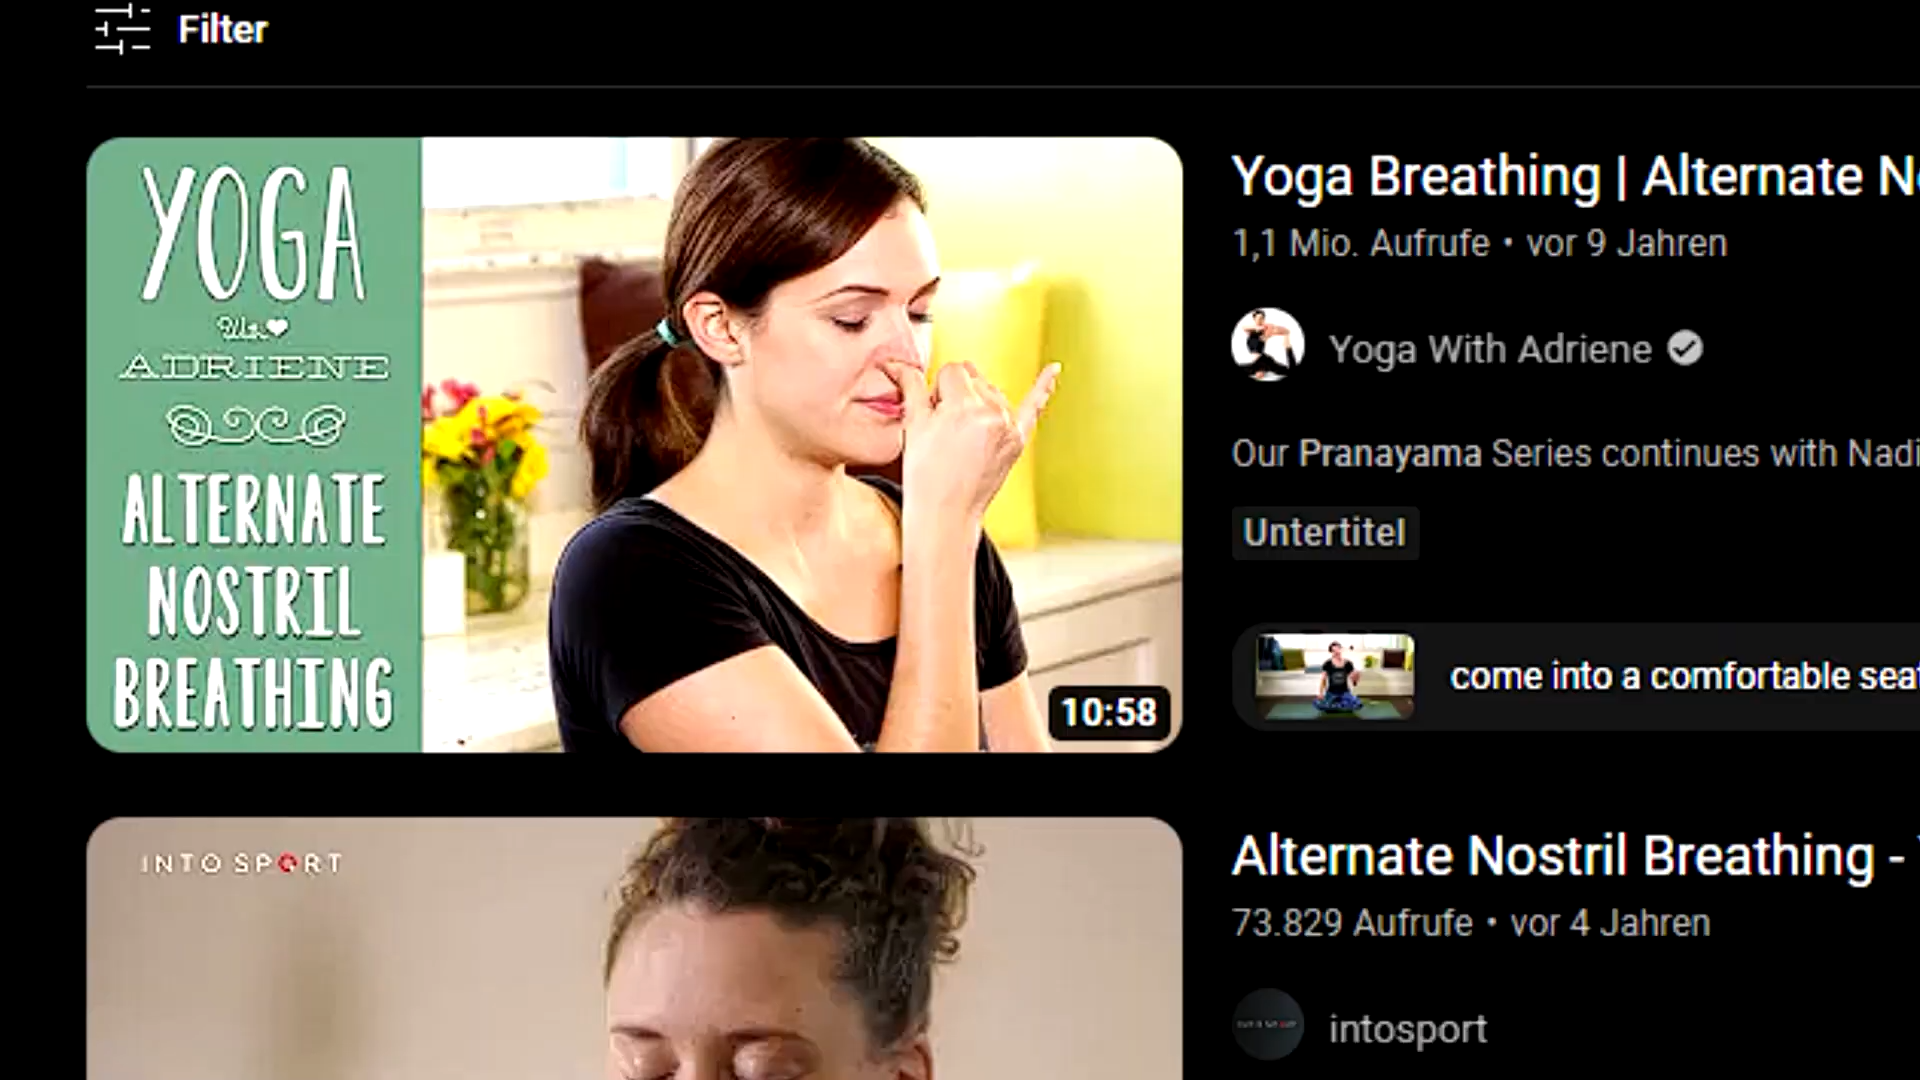 Filter
YOGA
With
ADRIENE
ALTERNATE
NOSTRIL
BREATHING
10:58
Yoga Breathing | Alternate
1,1 Mio. Aufrufe • vor 9 Jahren
Yoga With Adriene
Our Pranayama Series continues with Nadi
Untertitel
come into a comfortable
INTO SPORT
Alternate Nostril Breathing -
73.829 Aufrufe • vor 4 Jahren
intosport